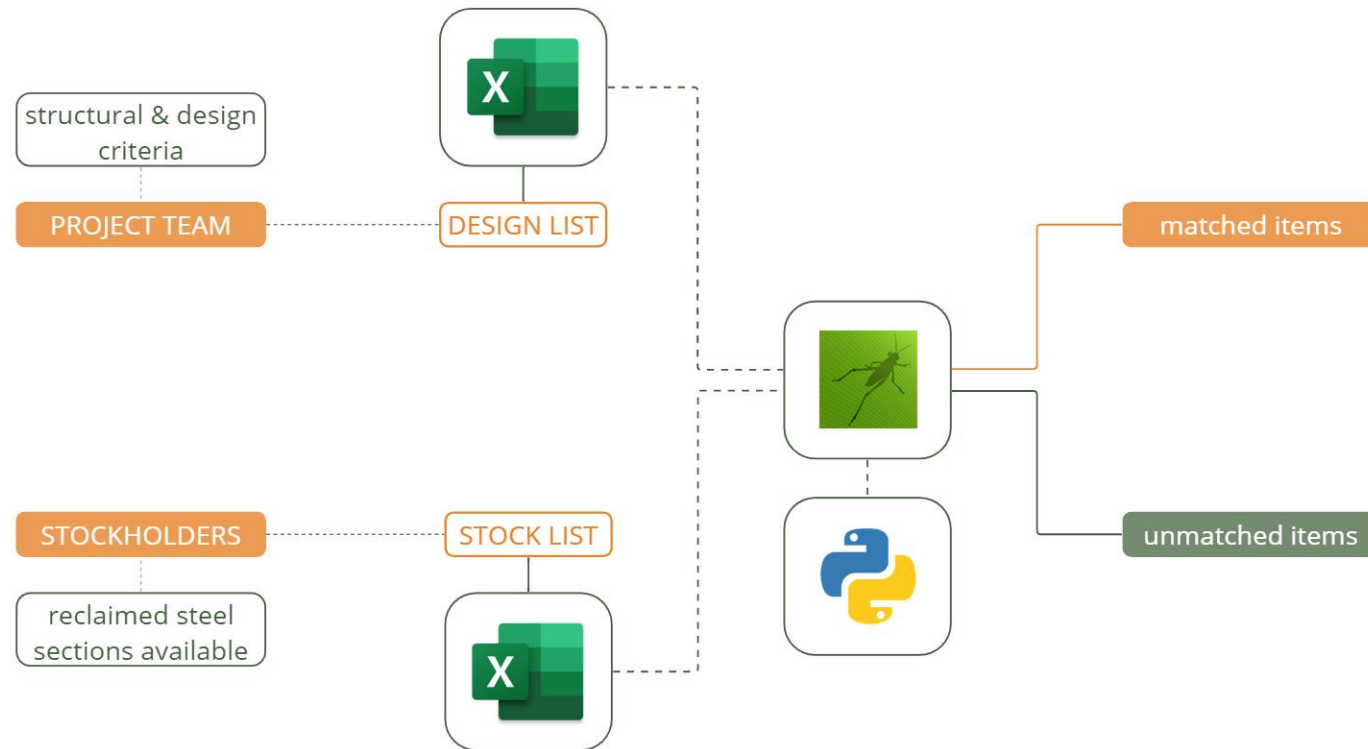 structural & design
criteria
PROJECT TEAM
X
DESIGN LIST
matched items
STOCKHOLDERS
STOCK LIST
unmatched items
reclaimed steel
sections available
X